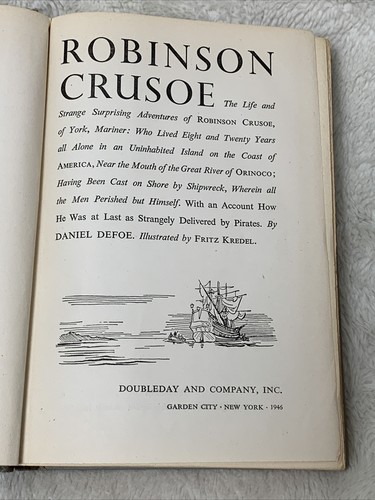 ROBINSON
CRUSOE The Life and
Strange Surprising Adventures of ROBINSON CRUSOE,
of York, Mariner: Who Lived Eight and Twenty Years
all Alone in an Uninhabited Island on the Coast of
AMERICA, Near the Mouth of the Great River of ORINOCO;
Having Been Cast on Shore by Shipwreck, Wherein all
the Men Perished but Himself. With an Account How
He Was at Last as Strangely Delivered by Pirates. By
DANIEL DEFOE. Illustrated by FRITZ KREDEL.
DOUBLEDAY AND COMPANY, INC.
GARDEN CITY · NEW YORK · 1946